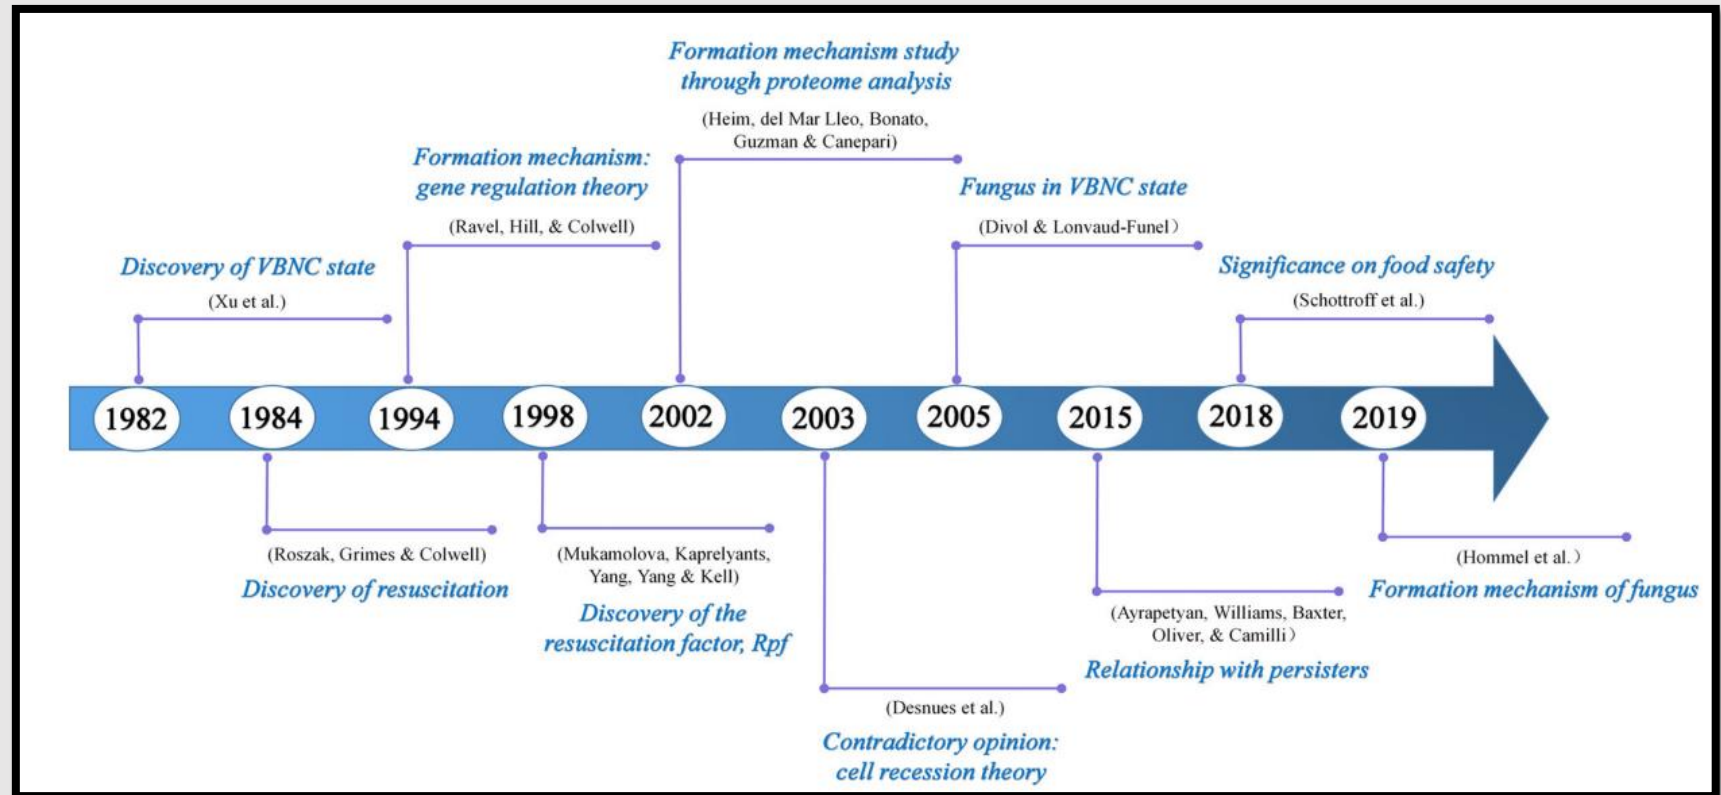 Formation mechanism study
through proteome analysis
(Heim, del Mar Lleo, Bonato,
Guzman & Canepari)
Formation mechanism:
gene regulation theory
(Ravel, Hill, & Colwell)
Fungus in VBNC state
(Divol & Lonvaud-Funel)
Discovery of VBNC state
(Xu et al.)
Significance on food safety
(Schottroff et al.)
1982 1984 1994 1998 2002 2003 2005 2015 2018 2019
(Roszak, Grimes & Colwell)
Discovery of resuscitation
(Mukamolova, Kaprelyants,
Yang, Yang & Kell)
Discovery of the
resuscitation factor, Rpf
(Desnues et al.)
Contradictory opinion:
cell recession theory
(Ayrapetyan, Williams, Baxter,
Oliver, & Camilli)
Relationship with persisters
(Hommel et al.)
Formation mechanism of fungus